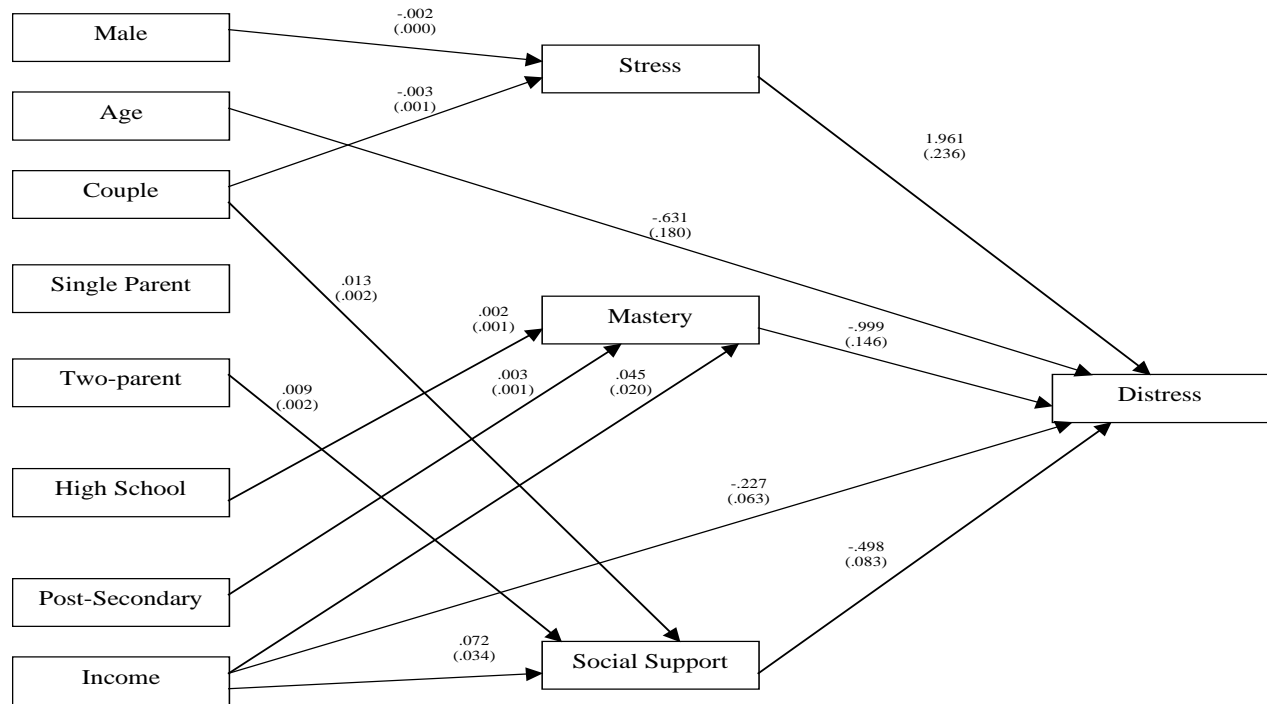 -.002
(.000)
Male
Stress
-.003
(.001)
Age
1.961
(.236)
Couple
-.631
(.180)
Single Parent
.013
(.002)
.002
(.001)
Mastery
-.999
(.146)
Two-parent
.009
(.002)
.003
(.001)
.045
(.020)
Distress
High School
-.227
(.063)
-.498
(.083)
Post-Secondary
.072
(.034)
Social Support
Income